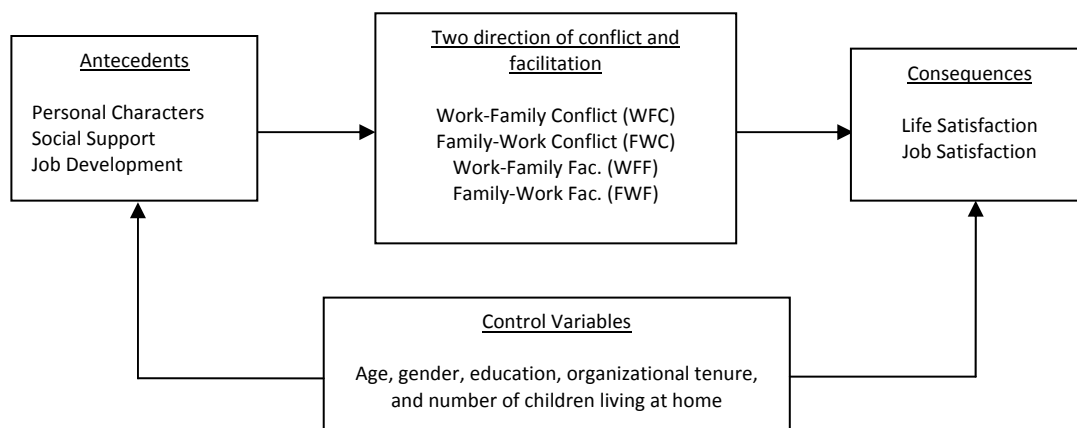 Antecedents
Personal Characters
Social Support
Job Development
Two direction of conflict and
facilitation
Work-Family Conflict (WFC)
Family-Work Conflict (FWC)
Work-Family Fac. (WFF)
Family-Work Fac. (FWF)
Consequences
Life Satisfaction
Job Satisfaction
Control Variables
Age, gender, education, organizational tenure,
and number of children living at home